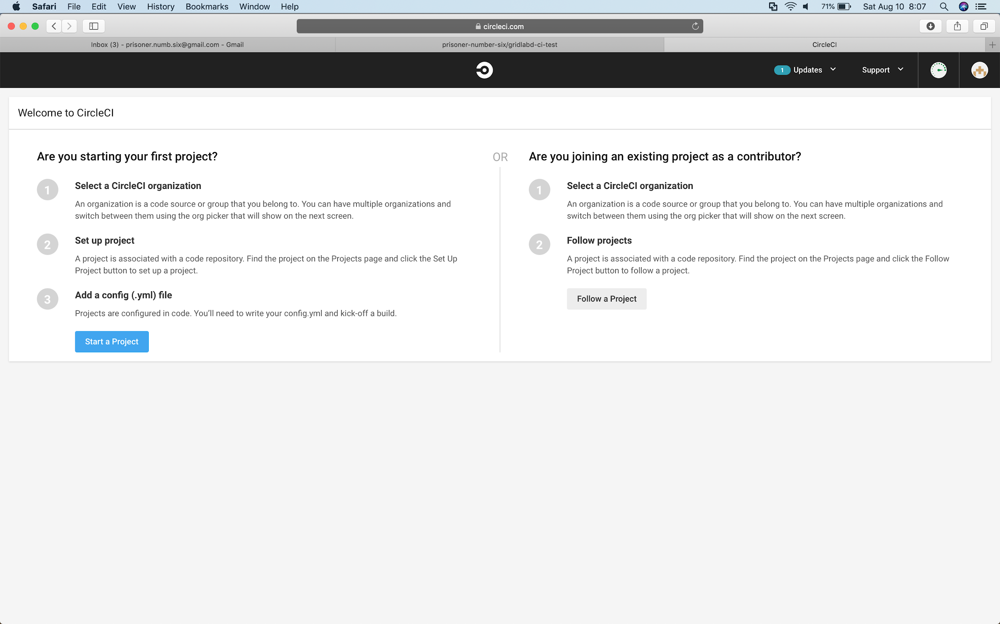 Safari File Edit View History Bookmarks Window Help 71% Sat Aug 10 8:07
circleci.com
Inbox (3) - prisoner.numb.six@gmail.com - Gmail
prisoner-number-six/gridlabd-ci-test
CircleCI
1 Updates Support
Welcome to CircleCI
Are you starting your first project?
1 Select a CircleCI organization
An organization is a code source or group that you belong to. You can have multiple organizations and
switch between them using the org picker that will show on the next screen.
2 Set up project
A project is associated with a code repository. Find the project on the Projects page and click the Set Up
Project button to set up a project.
3 Add a config (.yml) file
Projects are configured in code. You’ll need to write your config.yml and kick-off a build.
Start a Project
OR
Are you joining an existing project as a contributor?
1 Select a CircleCI organization
An organization is a code source or group that you belong to. You can have multiple organizations and
switch between them using the org picker that will show on the next screen.
2 Follow projects
A project is associated with a code repository. Find the project on the Projects page and click the Follow
Project button to follow a project.
Follow a Project